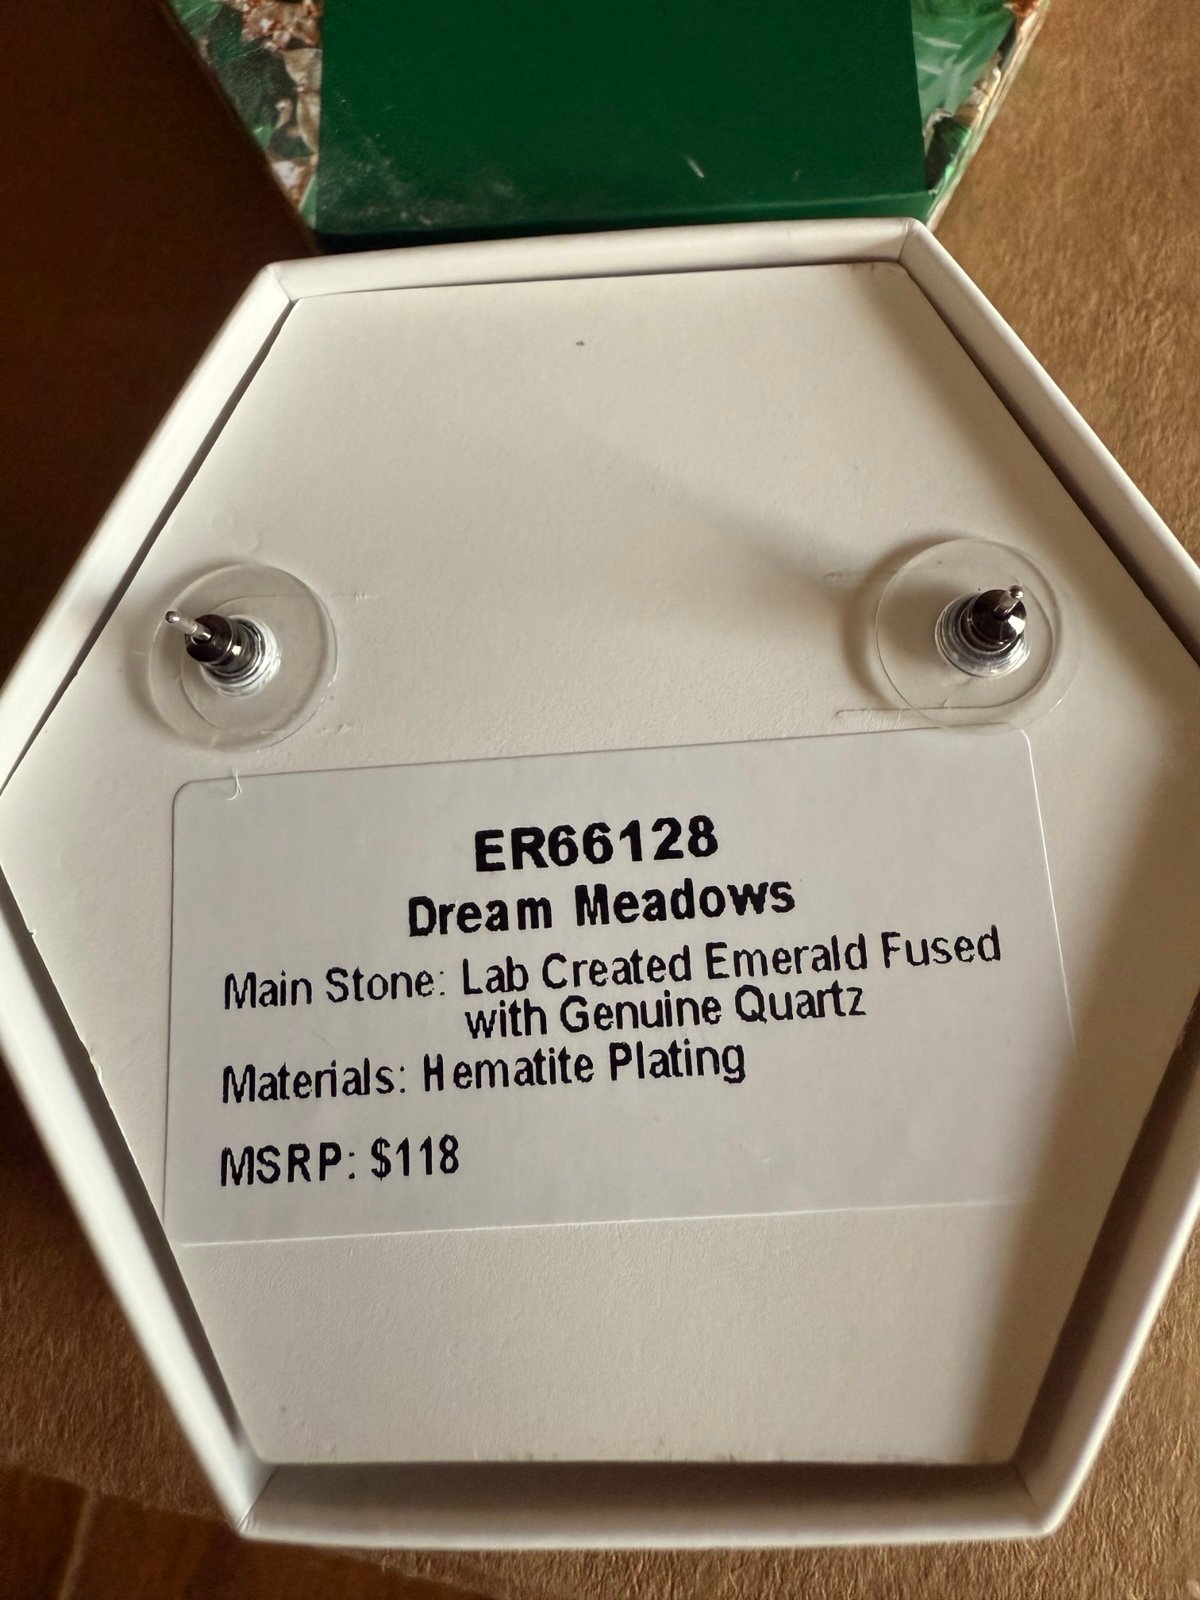 ER66128
Dream Meadows
Main Stone: Lab Created Emerald Fused
with Genuine Quartz
Materials: Hematite Plating
MSRP: $118